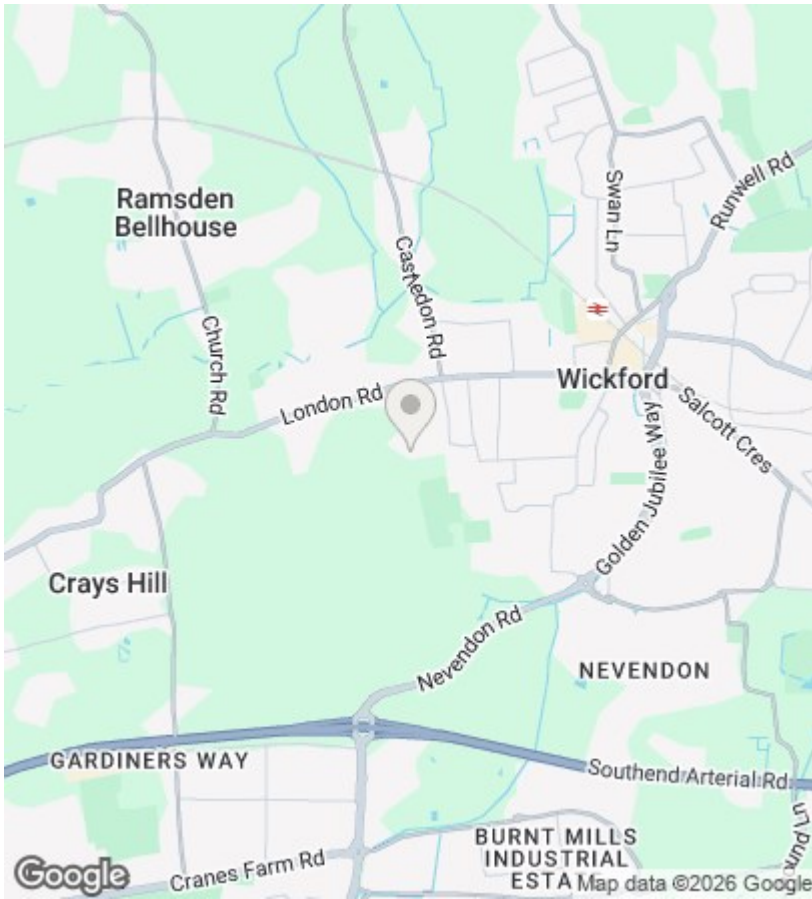 Ramsden
Bellhouse
Swan Ln
Runwell Rd
Castledon Rd
Church Rd
London Rd
Wickford
Salcott Cres
Golden Jubilee Way
Crays Hill
Nevendon Rd
NEVENDON
GARDINERS WAY
Southend Arterial Rd
BURNT MILLS
INDUSTRIAL
ESTA
Cranes Farm Rd
Google
Map data ©2026 Google